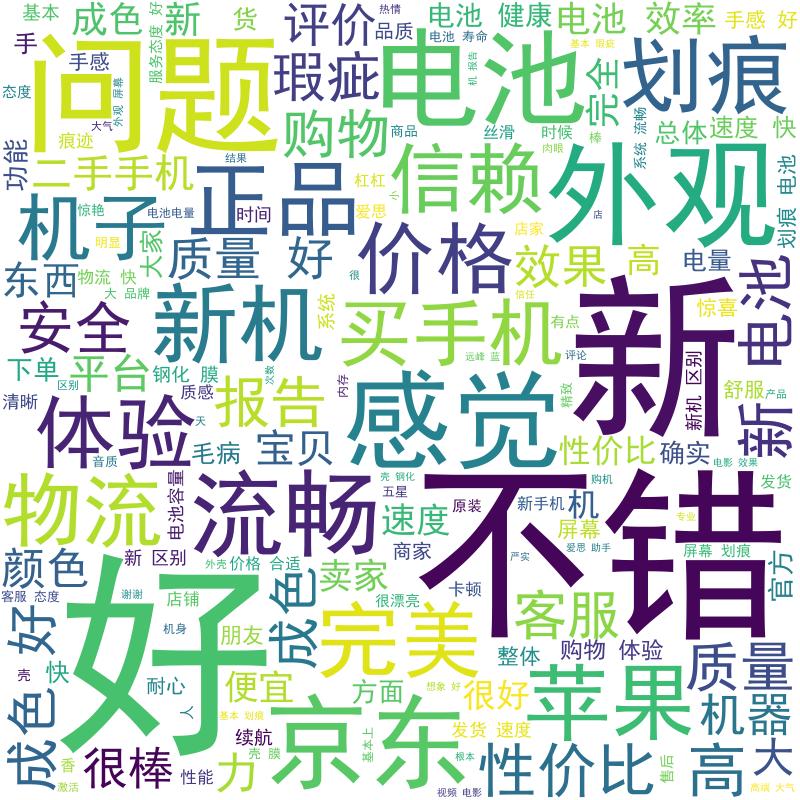 基本 成色 新 好 货 评价 热情 品质 电池 健康 电池 效率 手感 好
手 手感 服务态度 问题 瑕疵 电池 寿命 电池 基本 瑕疵 完全 划痕
态度 外观 屏幕 大气 机 报告
功能 痕迹 结果 购物 商品 丝滑 时候 棒 系统 流畅 总体 速度 快
二手手机 正品 信赖 肉眼 外观 划痕 电池
机子 惊艳 电池电量 时间 杠杠 爱思 小 店家 店
明显 大家 质量 好 价格 效果 高 电量
东西 物流 快 很 电池
大 品牌 新机 系统 买手机 信任 有点 新 惊喜
安全 远峰 蓝 评论
下单 平台 钢化 膜 次数 内存 感觉 精致 新机 区别 舒服 产品
清晰 区别 质感 报告 天 新
体验 毛病 宝贝 性价比 确实
音质 电影 效果
物流 电池容量 流畅 壳 钢化 五星 原装 购机 新手机 机 不错 发货
速度 屏幕 专业
新 区别 外壳 价格 合适 商家 严实 爱思 助手 屏幕 划痕
颜色 成色 卖家 卡顿 官方
客服 态度 谢谢 好 店铺 很漂亮 完美 客服
好 机身 朋友 整体 购物 体验
壳 快 耐心 便宜 方面 想象 好 很好 苹果 质量
成色 人 基本 划痕 京东 机器
续航 基本上 发货 速度
很棒 壳 膜 根本 性价比 售后 高 大
香 激活 性能 力 视频 电影 高端 大气